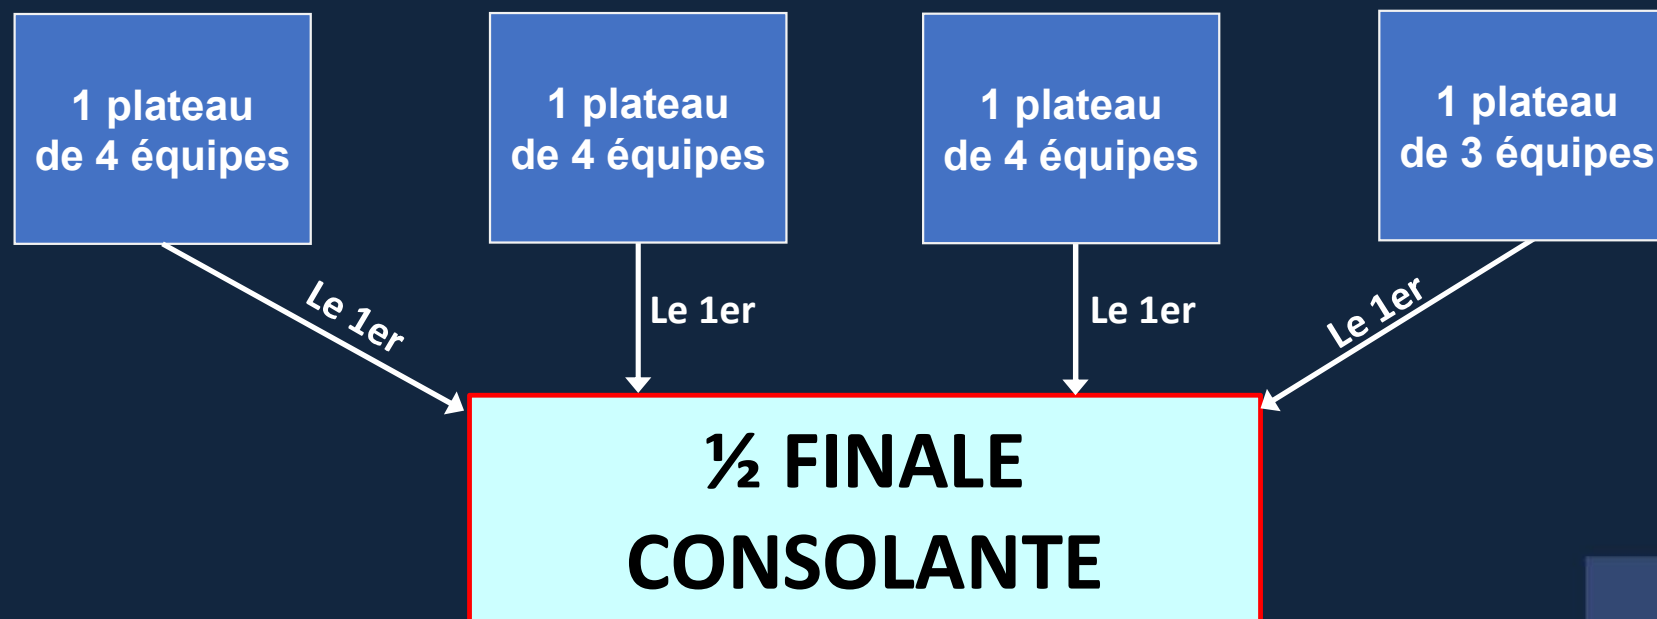 1 plateau
de 4 équipes
1 plateau
de 4 équipes
1 plateau
de 4 équipes
1 plateau
de 3 équipes
Le 1er
Le 1er
Le 1er
Le 1er
½ FINALE
CONSOLANTE